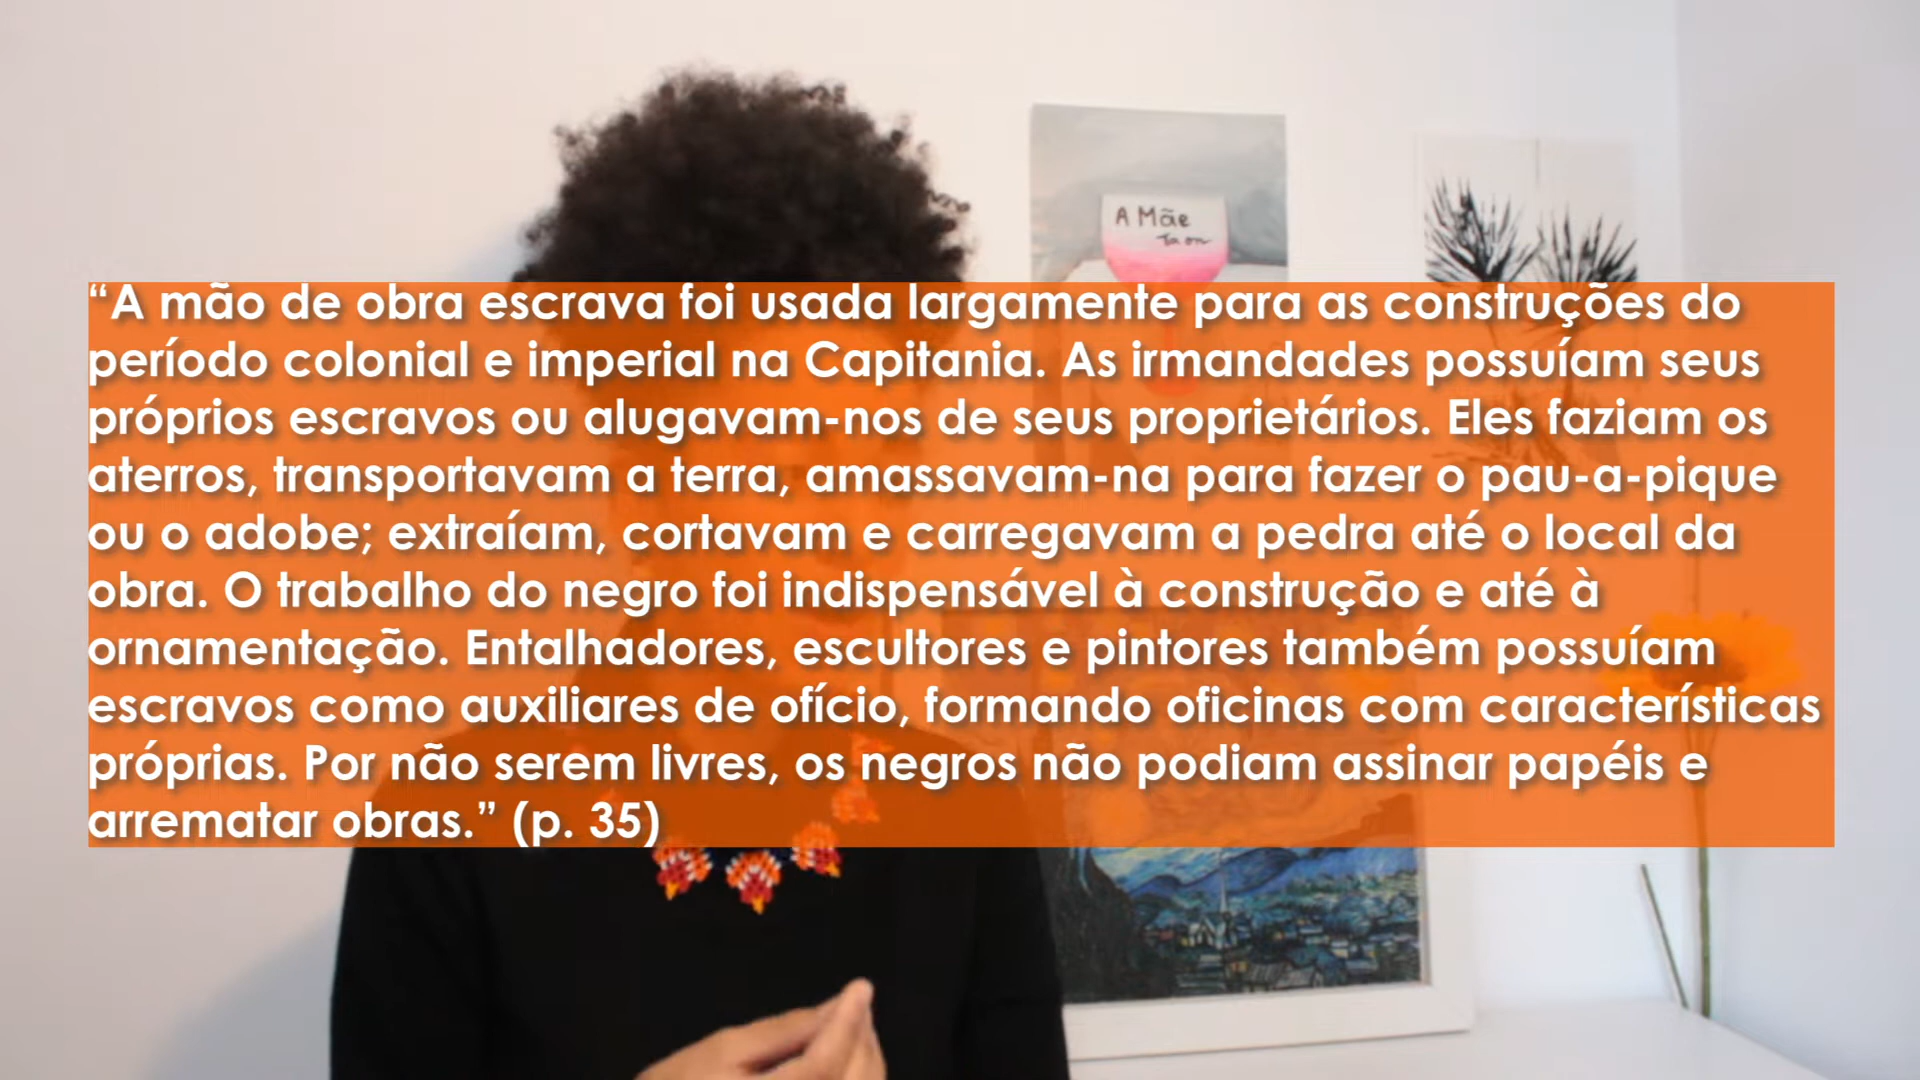 A Mãe
“A mão de obra escrava foi usada largamente para as construções do
período colonial e imperial na Capitania. As irmandades possuíam seus
próprios escravos ou alugavam-nos de seus proprietários. Eles faziam os
aterros, transportavam a terra, amassavam-na para fazer o pau-a-pique
ou o adobe; extraíam, cortavam e carregavam a pedra até o local da
obra. O trabalho do negro foi indispensável à construção e até à
ornamentação. Entalhadores, escultores e pintores também possuíam
escravos como auxiliares de ofício, formando oficinas com características
próprias. Por não serem livres, os negros não podiam assinar papéis e
arrematar obras.” (p. 35)